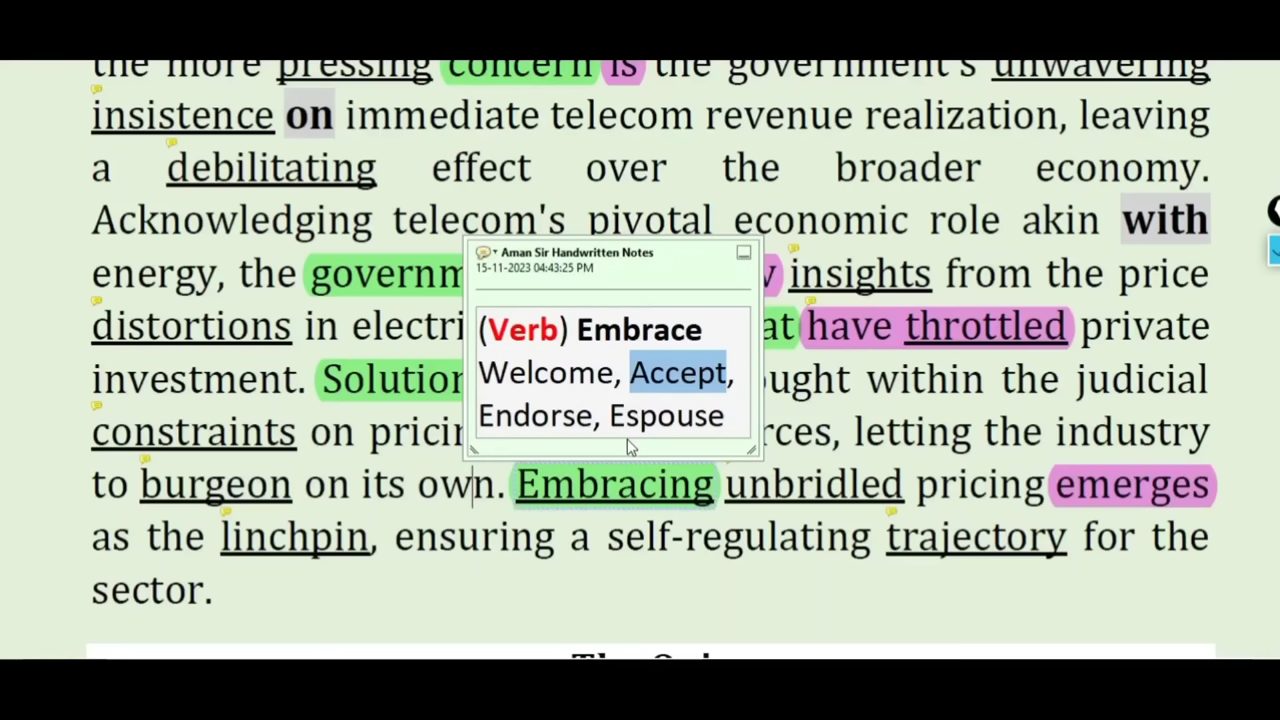 the more pressing concern is the government's unwavering
insistence on immediate telecom revenue realization, leaving
a debilitating effect over the broader economy.
Acknowledging telecom's pivotal economic role akin with
energy, the governm insights from the price
distortions in electri at have throttled private
investment. Solution ought within the judicial
constraints on pricin rces, letting the industry
to burgeon on its own. Embracing unbridled pricing emerges
as the linchpin, ensuring a self-regulating trajectory for the
sector.
Aman Sir Handwritten Notes
15-11-2023 04:43:25 PM
(Verb) Embrace
Welcome, Accept,
Endorse, Espouse